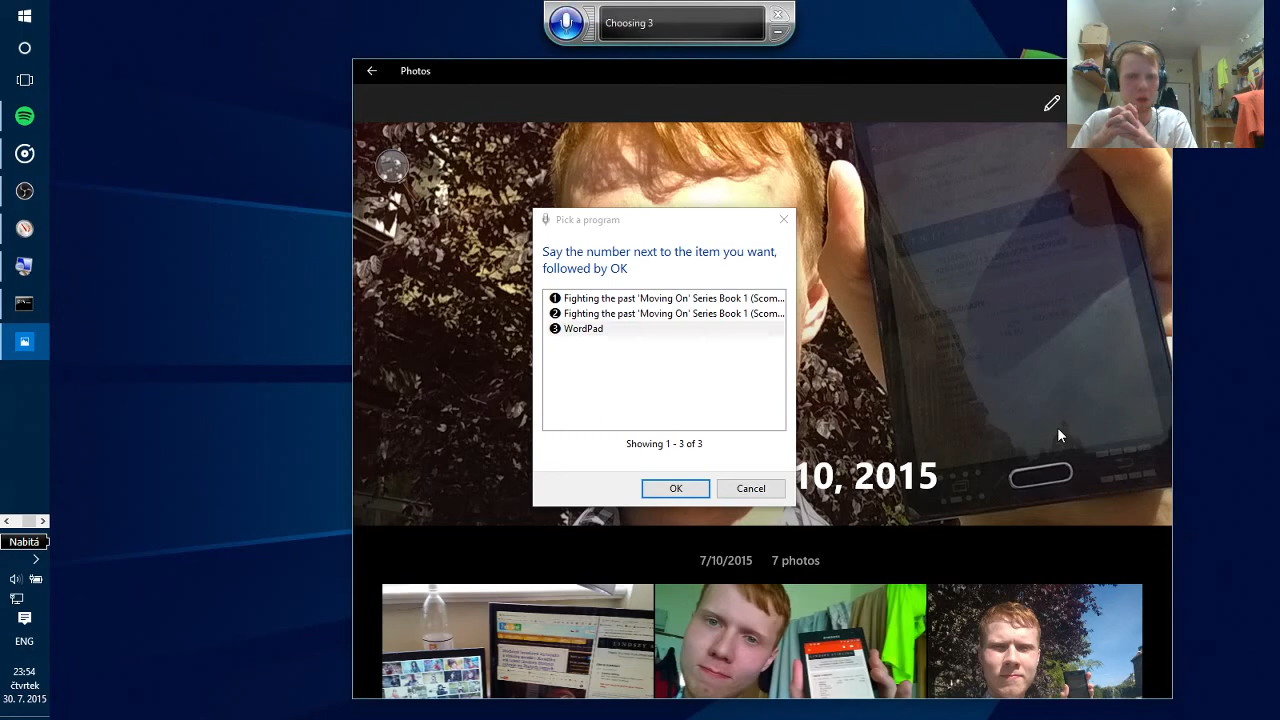 Choosing 3
Photos
Pick a program
Say the number next to the item you want,
followed by OK
1 Fighting the past 'Moving On' Series Book 1 (Scom...
2 Fighting the past 'Moving On' Series Book 1 (Scom...
3 WordPad
Showing 1 - 3 of 3
OK
Cancel
10, 2015
7/10/2015 7 photos
Nabitá
ENG
23:54
čtvrtek
30. 7. 2015